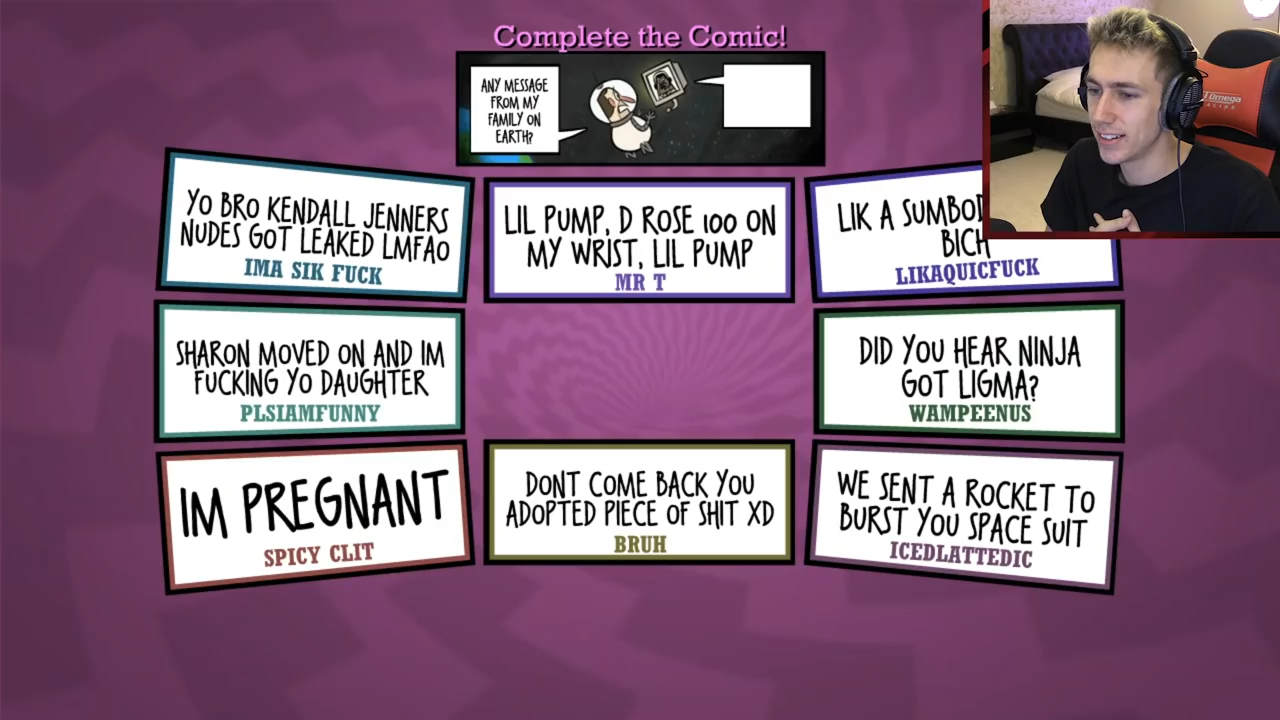 Complete the Comic!
ANY MESSAGE
FROM MY
FAMILY ON
EARTH?
YO BRO KENDALL JENNERS
NUDES GOT LEAKED LMFAO
IMA SIK FUCK
LIL PUMP, D ROSE 100 ON
MY WRIST, LIL PUMP
MR T
LIK A SUMBOD
BICH
LIKAQUICFUCK
SHARON MOVED ON AND IM
FUCKING YO DAUGHTER
PLSIAMFUNNY
DID YOU HEAR NINJA
GOT LIGMA?
WAMPEENUS
IM PREGNANT
SPICY CLIT
DONT COME BACK YOU
ADOPTED PIECE OF SHIT XD
BRUH
WE SENT A ROCKET TO
BURST YOU SPACE SUIT
ICEDLATTEDIC
Omega